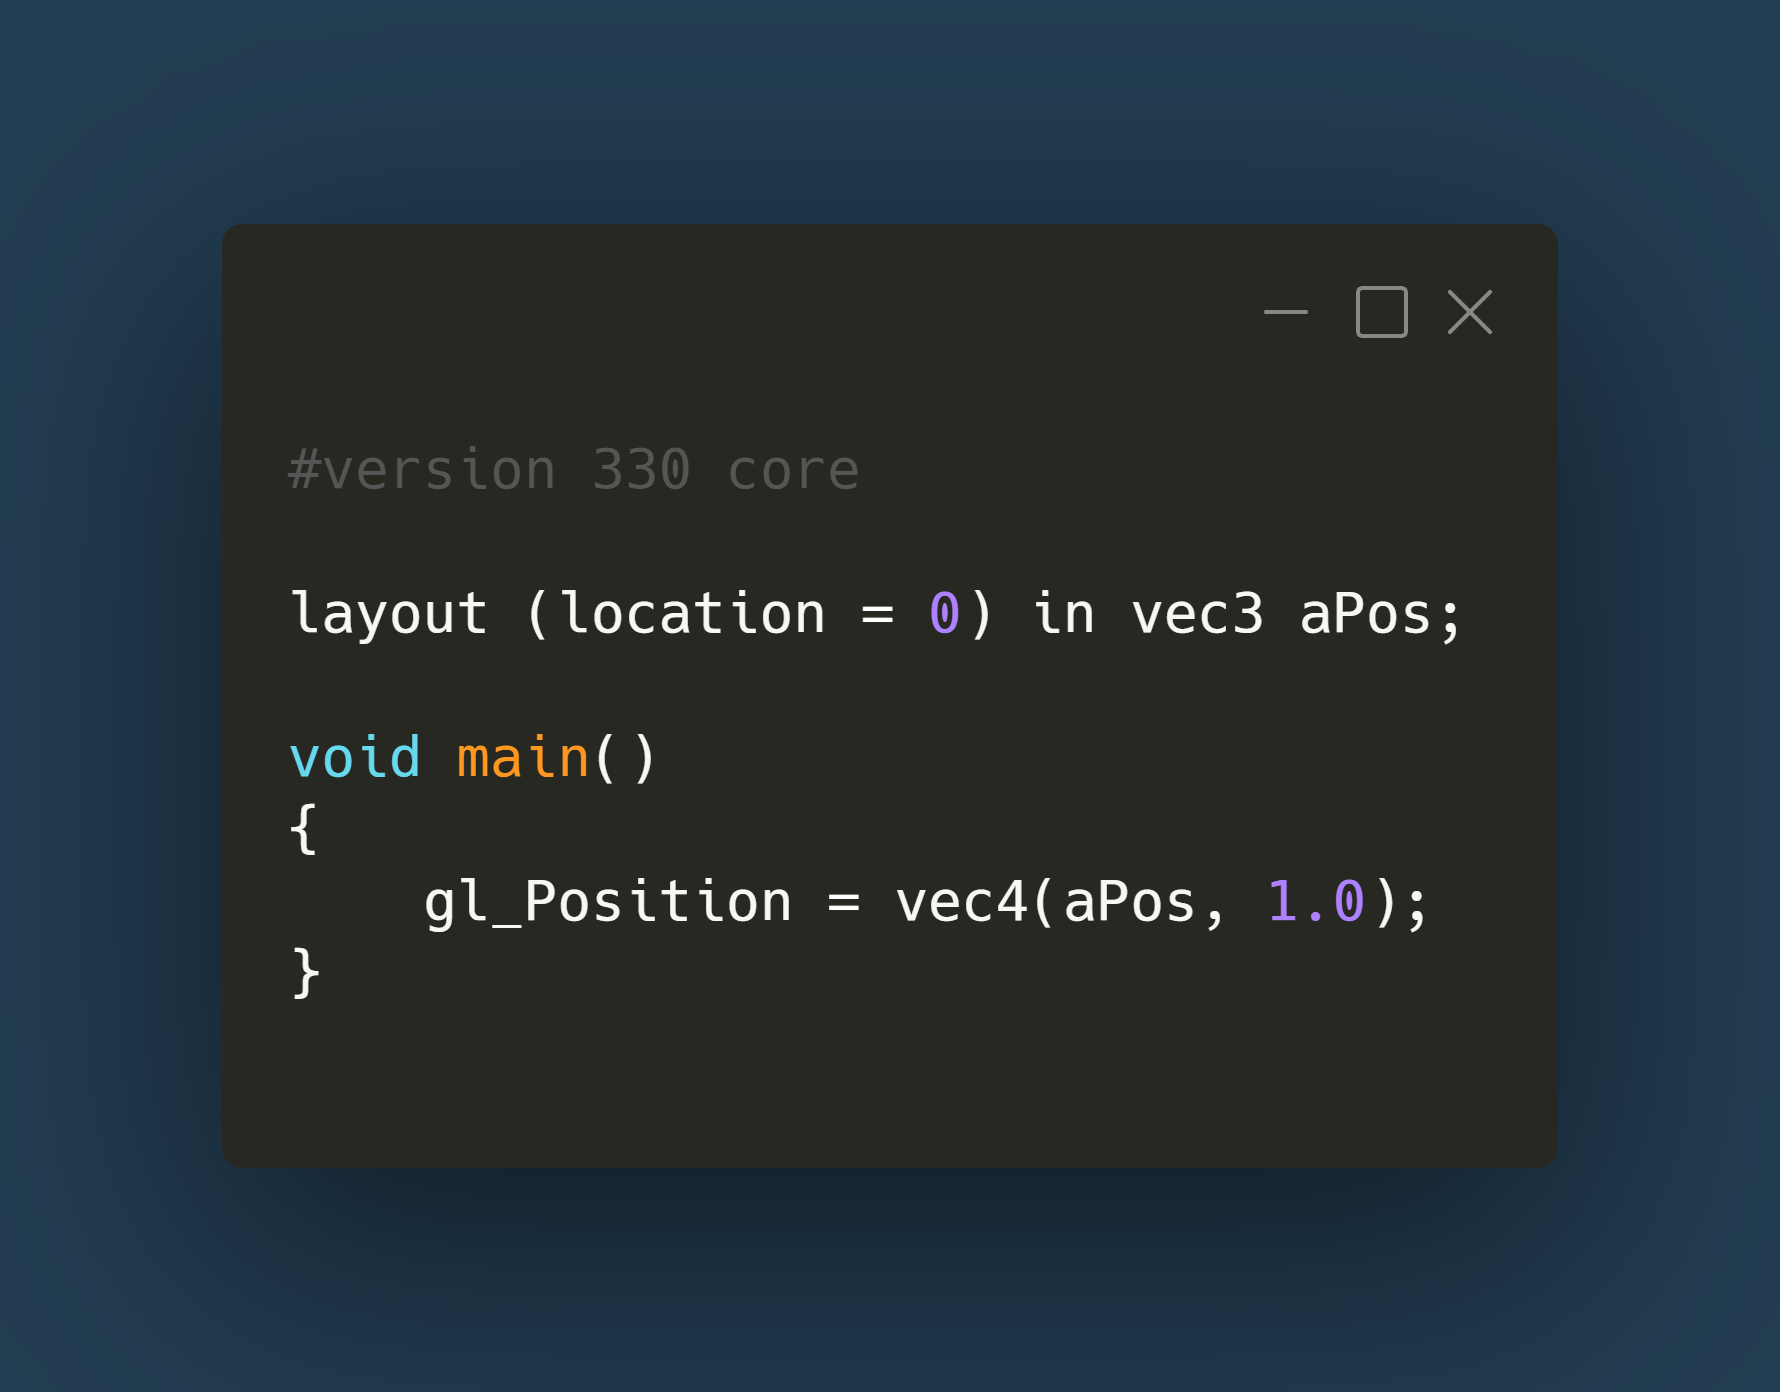 #version 330 core
layout (location = 0) in vec3 aPos;
void main()
{
    gl_Position = vec4(aPos, 1.0);
}